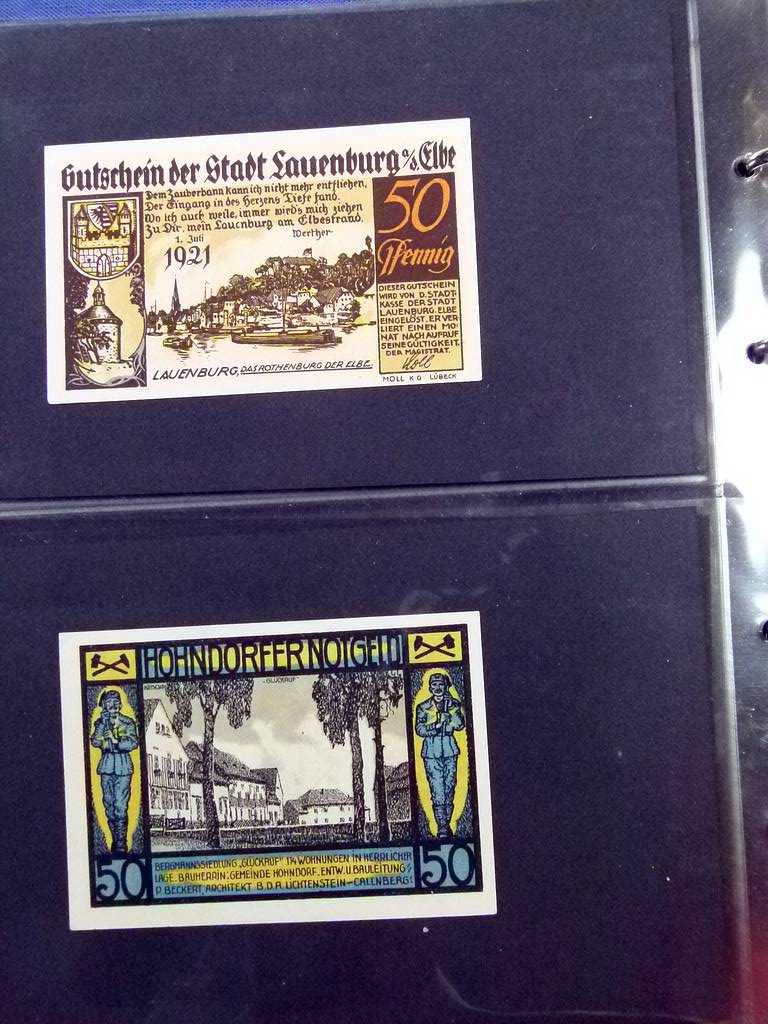 Gutschein der Stadt Lauenburg a/d. Elbe
Dem Zauberbann kann ich nicht mehr entfliehen,
Der Eingang in des Herzens Tiefe fand.
Wo ich auch weile, immer wird's mich ziehen
Zu Dir, mein Lauenburg am Elbestrand.
Werther
1. Juli
1921
50
Pfennig
DIESER GUTSCHEIN
WIRD VON D. STADT-
KASSE DER STADT
LAUENBURG. ELBE
EINGELÖST. ER VER-
LIERT EINEN MO-
NAT NACH AUFRUF
SEINE GÜLTIGKEIT.
DER MAGISTRAT.
LAUENBURG, DAS ROTHENBURG DER ELBE.
MOLL K G LÜBECK
HOHNDORFER NOTGELD
"GLÜCKAUF"
50
BERGMANNSSIEDLUNG „GLÜCKAUF" 174 WOHNUNGEN IN HERRLICHER
LAGE.. BAUHERRIN: GEMEINDE HOHNDORF. ENTW. U. BAULEITUNG:
P. BECKERT, ARCHITEKT B.D.A. LICHTENSTEIN-CALLNBERG.
50